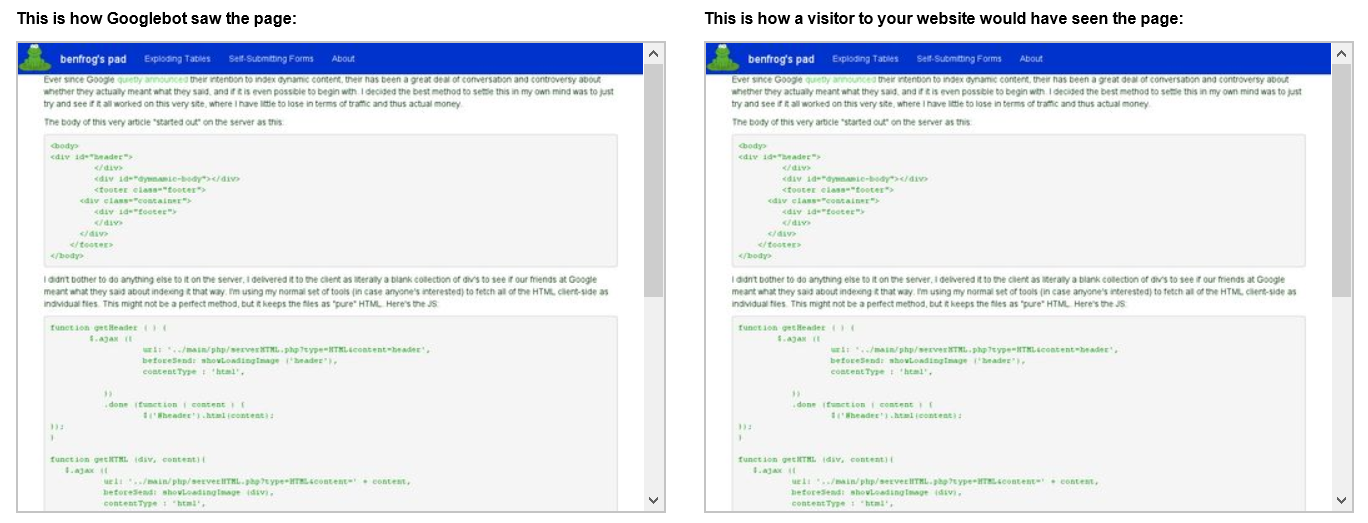 This is how Googlebot saw the page:
benfrog's pad Exploding Tables Self-Submitting Forms About
Ever since Google quietly announced their intention to index dynamic content, their has been a great deal of conversation and controversy about
whether they actually meant what they said, and if it is even possible to begin with. I decided the best method to settle this in my own mind was to just
try and see if it all worked on this very site, where I have little to lose in terms of traffic and thus actual money.
The body of this very article "started out" on the server as this:
<body>
<div id="header">
</div>
<div id="dymnamic-body"></div>
<footer class="footer">
<div class="container">
<div id="footer">
</div>
</div>
</footer>
</body>
I didn't bother to do anything else to it on the server, I delivered it to the client as literally a blank collection of div's to see if our friends at Google
meant what they said about indexing it that way. I'm using my normal set of tools (in case anyone's interested) to fetch all of the HTML client-side as
individual files. This might not be a perfect method, but it keeps the files as "pure" HTML. Here's the JS:
function getHeader ( ) {
$.ajax ({
url: '../main/php/serverHTML.php?type=HTML&content=header',
beforeSend: showLoadingImage ('header'),
contentType : 'html',
})
.done (function ( content ) {
$('#header').html(content);
});
}
function getHTML (div, content){
$.ajax ({
url: '../main/php/serverHTML.php?type=HTML&content=' + content,
beforeSend: showLoadingImage (div),
contentType : 'html',
This is how a visitor to your website would have seen the page:
benfrog's pad Exploding Tables Self-Submitting Forms About
Ever since Google quietly announced their intention to index dynamic content, their has been a great deal of conversation and controversy about
whether they actually meant what they said, and if it is even possible to begin with. I decided the best method to settle this in my own mind was to just
try and see if it all worked on this very site, where I have little to lose in terms of traffic and thus actual money.
The body of this very article "started out" on the server as this:
<body>
<div id="header">
</div>
<div id="dymnamic-body"></div>
<footer class="footer">
<div class="container">
<div id="footer">
</div>
</div>
</footer>
</body>
I didn't bother to do anything else to it on the server, I delivered it to the client as literally a blank collection of div's to see if our friends at Google
meant what they said about indexing it that way. I'm using my normal set of tools (in case anyone's interested) to fetch all of the HTML client-side as
individual files. This might not be a perfect method, but it keeps the files as "pure" HTML. Here's the JS:
function getHeader ( ) {
$.ajax ({
url: '../main/php/serverHTML.php?type=HTML&content=header',
beforeSend: showLoadingImage ('header'),
contentType : 'html',
})
.done (function ( content ) {
$('#header').html(content);
});
}
function getHTML (div, content){
$.ajax ({
url: '../main/php/serverHTML.php?type=HTML&content=' + content,
beforeSend: showLoadingImage (div),
contentType : 'html',